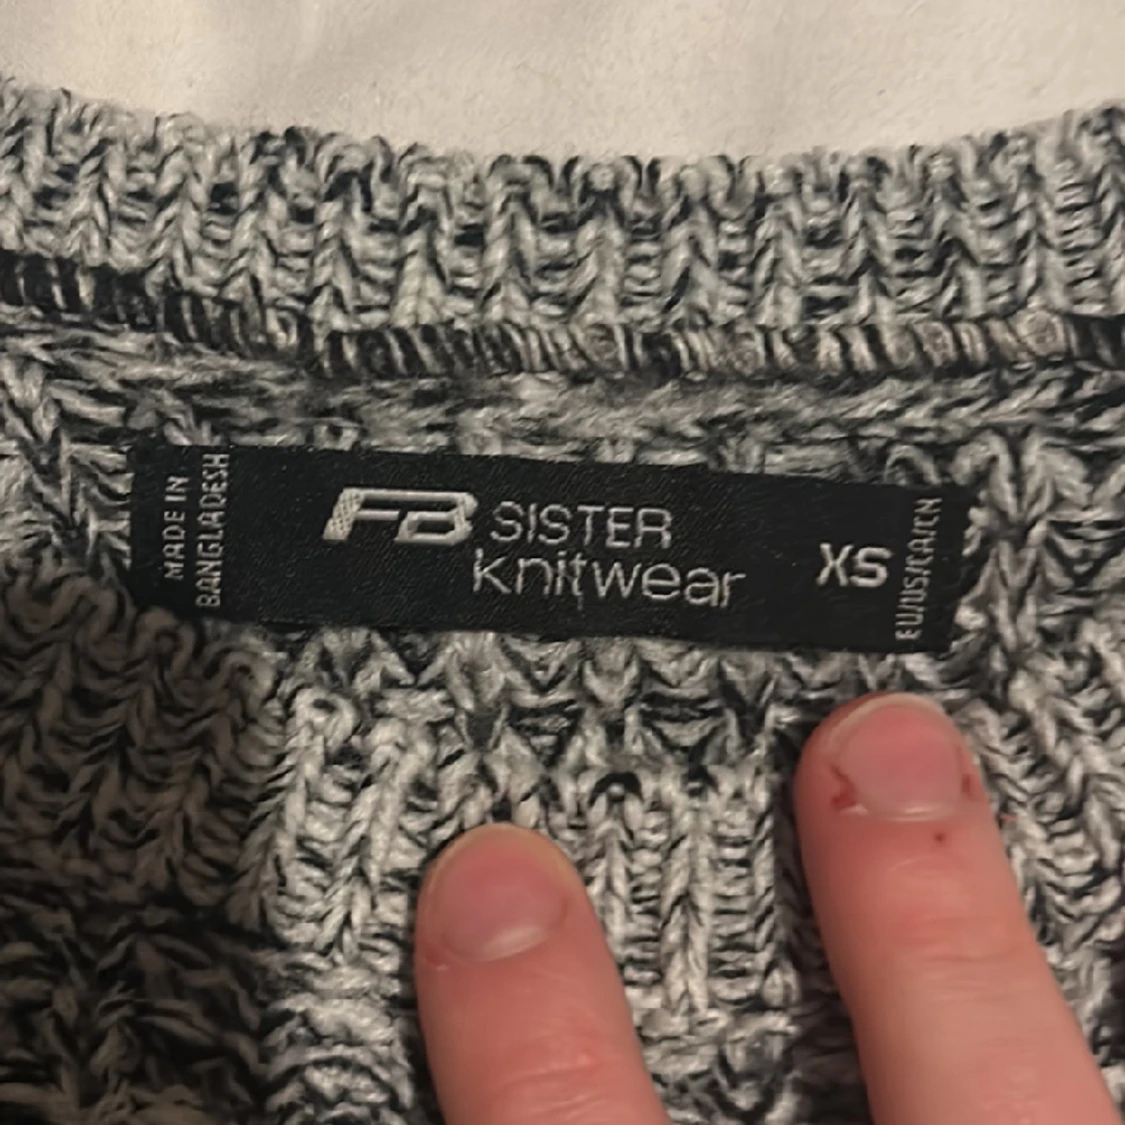 MADE IN
BANGLADESH
FB SISTER
knitwear
XS
EU/US/CA/CN